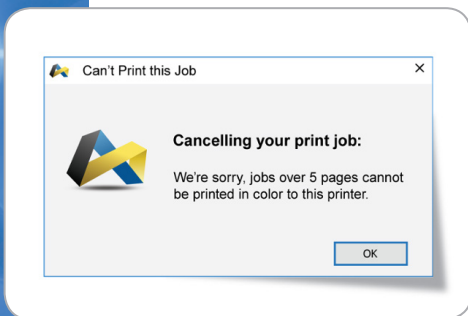 Can't Print this Job
Cancelling your print job:
We're sorry, jobs over 5 pages cannot
be printed in color to this printer.
OK